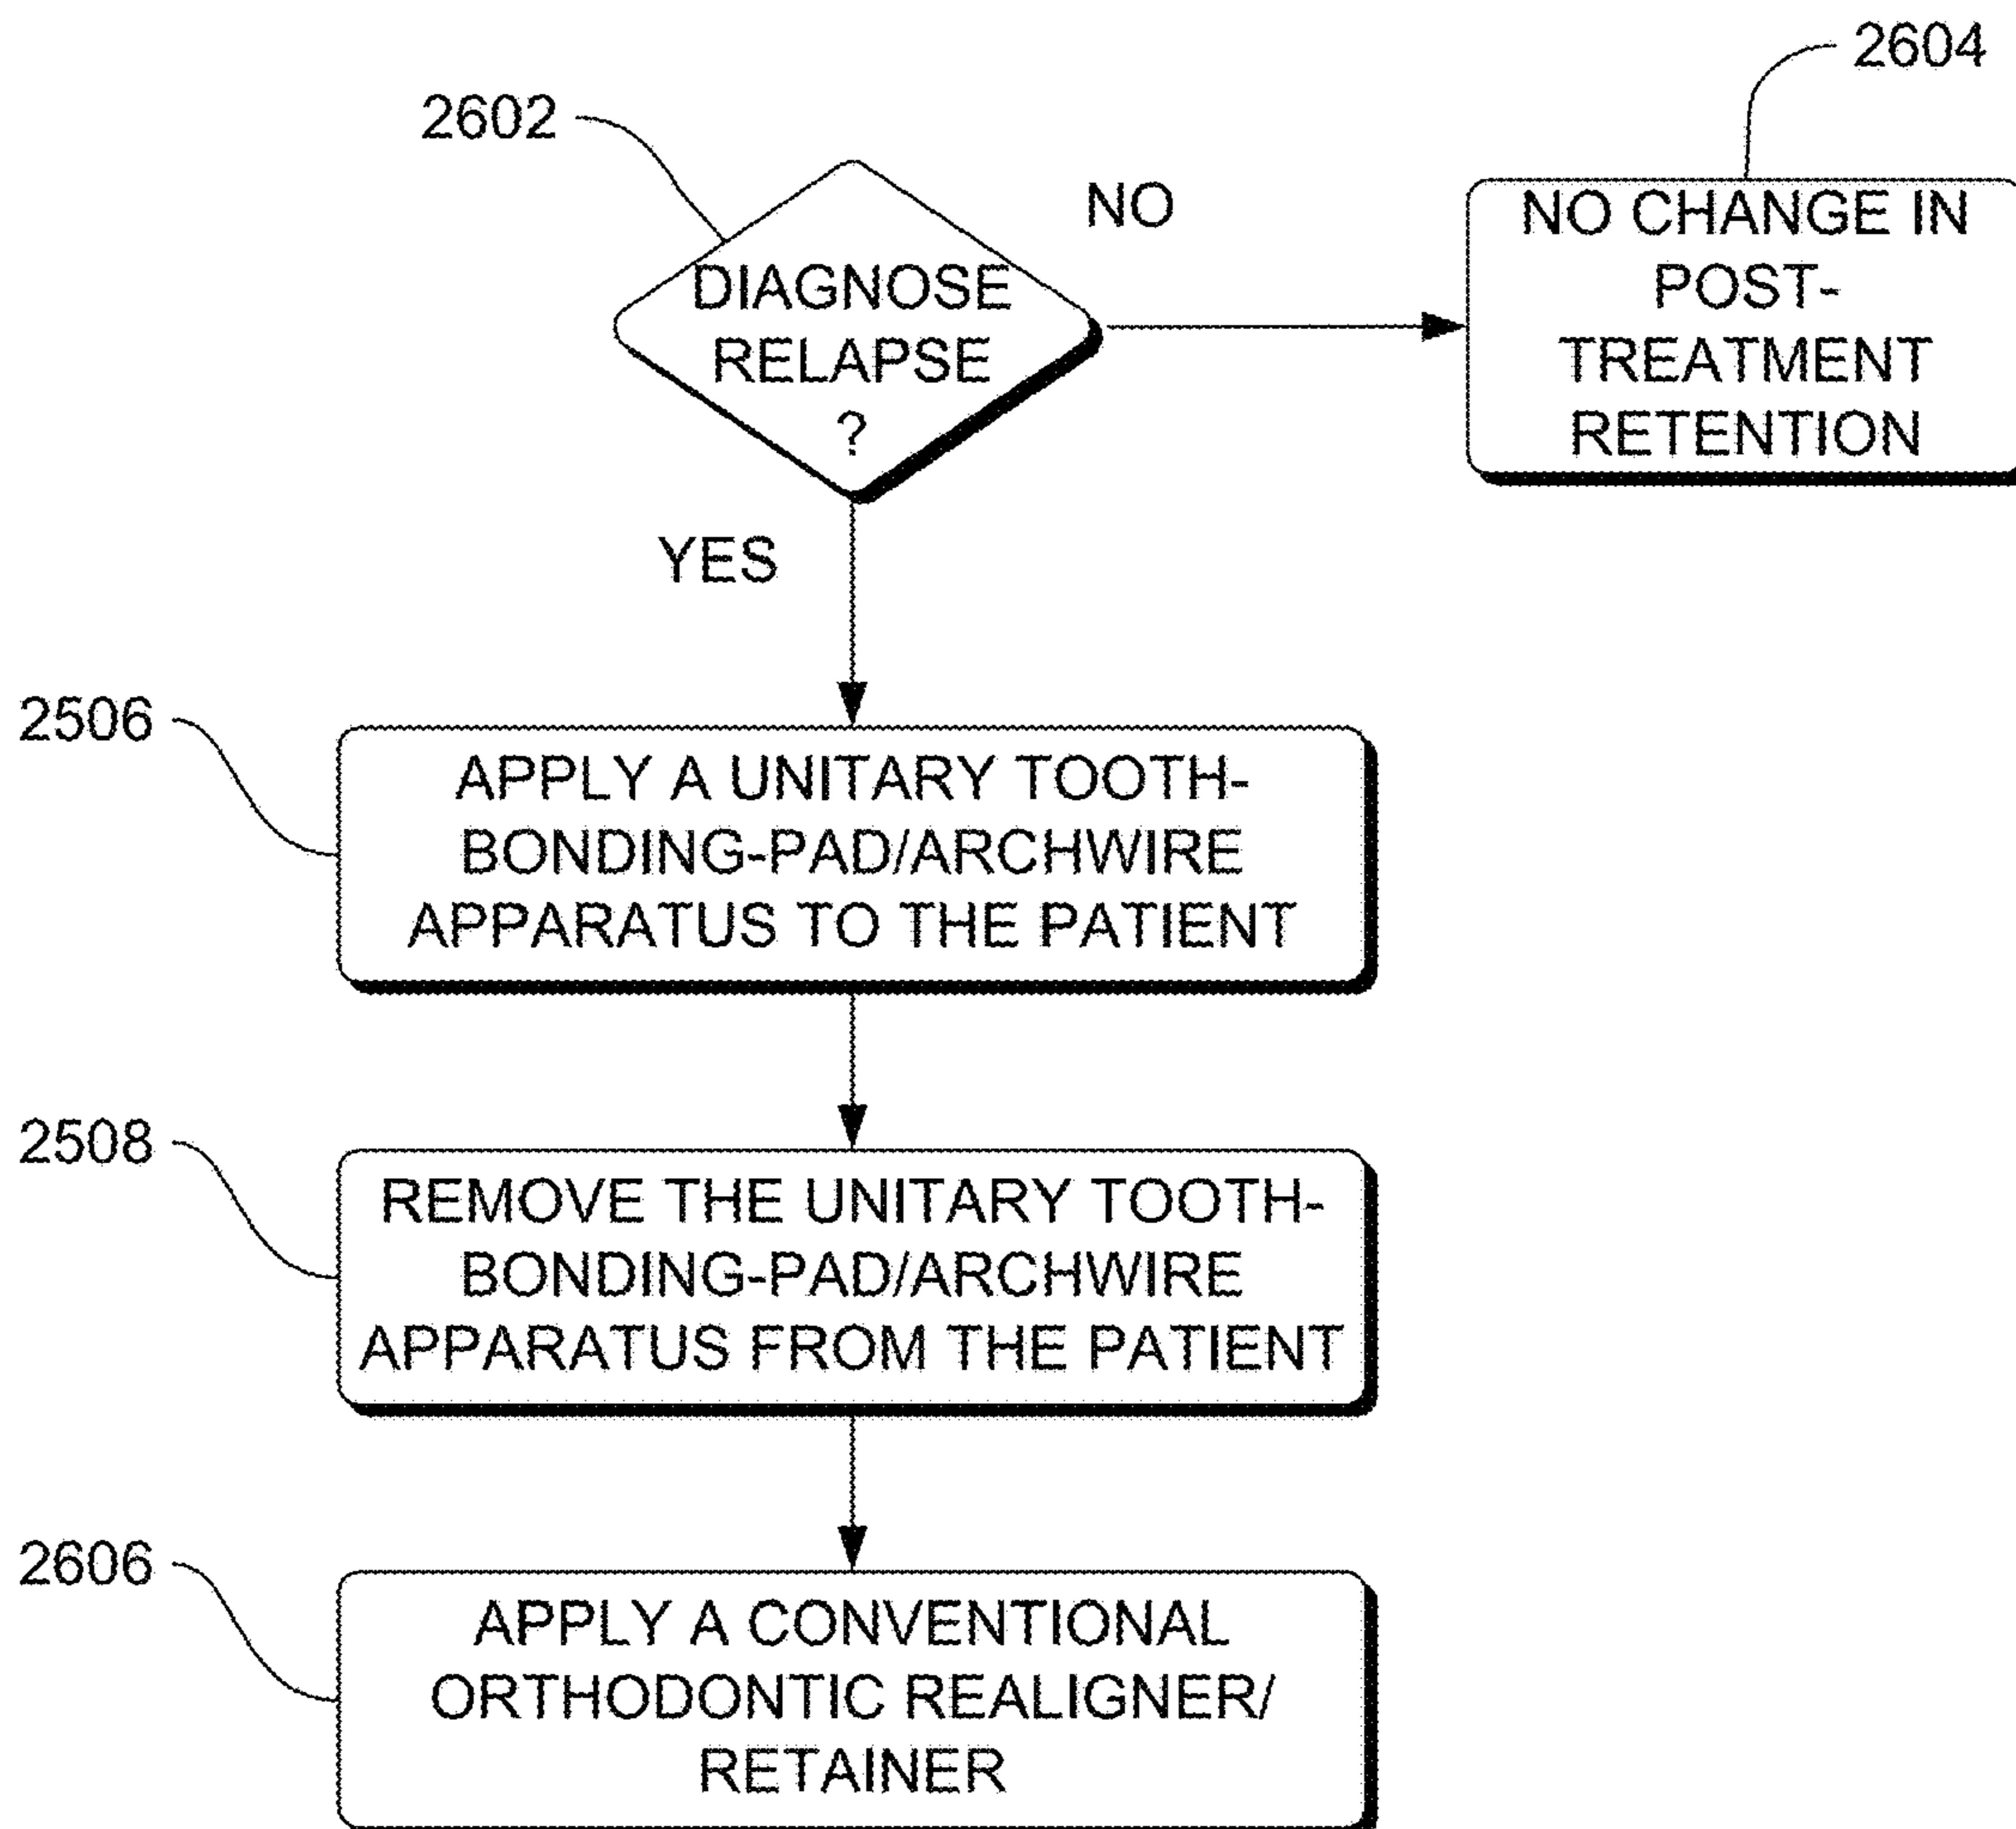 2604
2602
NO
NO CHANGE IN
POST-
TREATMENT
RETENTION
DIAGNOSE
RELAPSE
?
YES
2506
APPLY A UNITARY TOOTH-
BONDING-PAD/ARCHWIRE
APPARATUS TO THE PATIENT
2508
REMOVE THE UNITARY TOOTH-
BONDING-PAD/ARCHWIRE
APPARATUS FROM THE PATIENT
2606
APPLY A CONVENTIONAL
ORTHODONTIC REALIGNER/
RETAINER